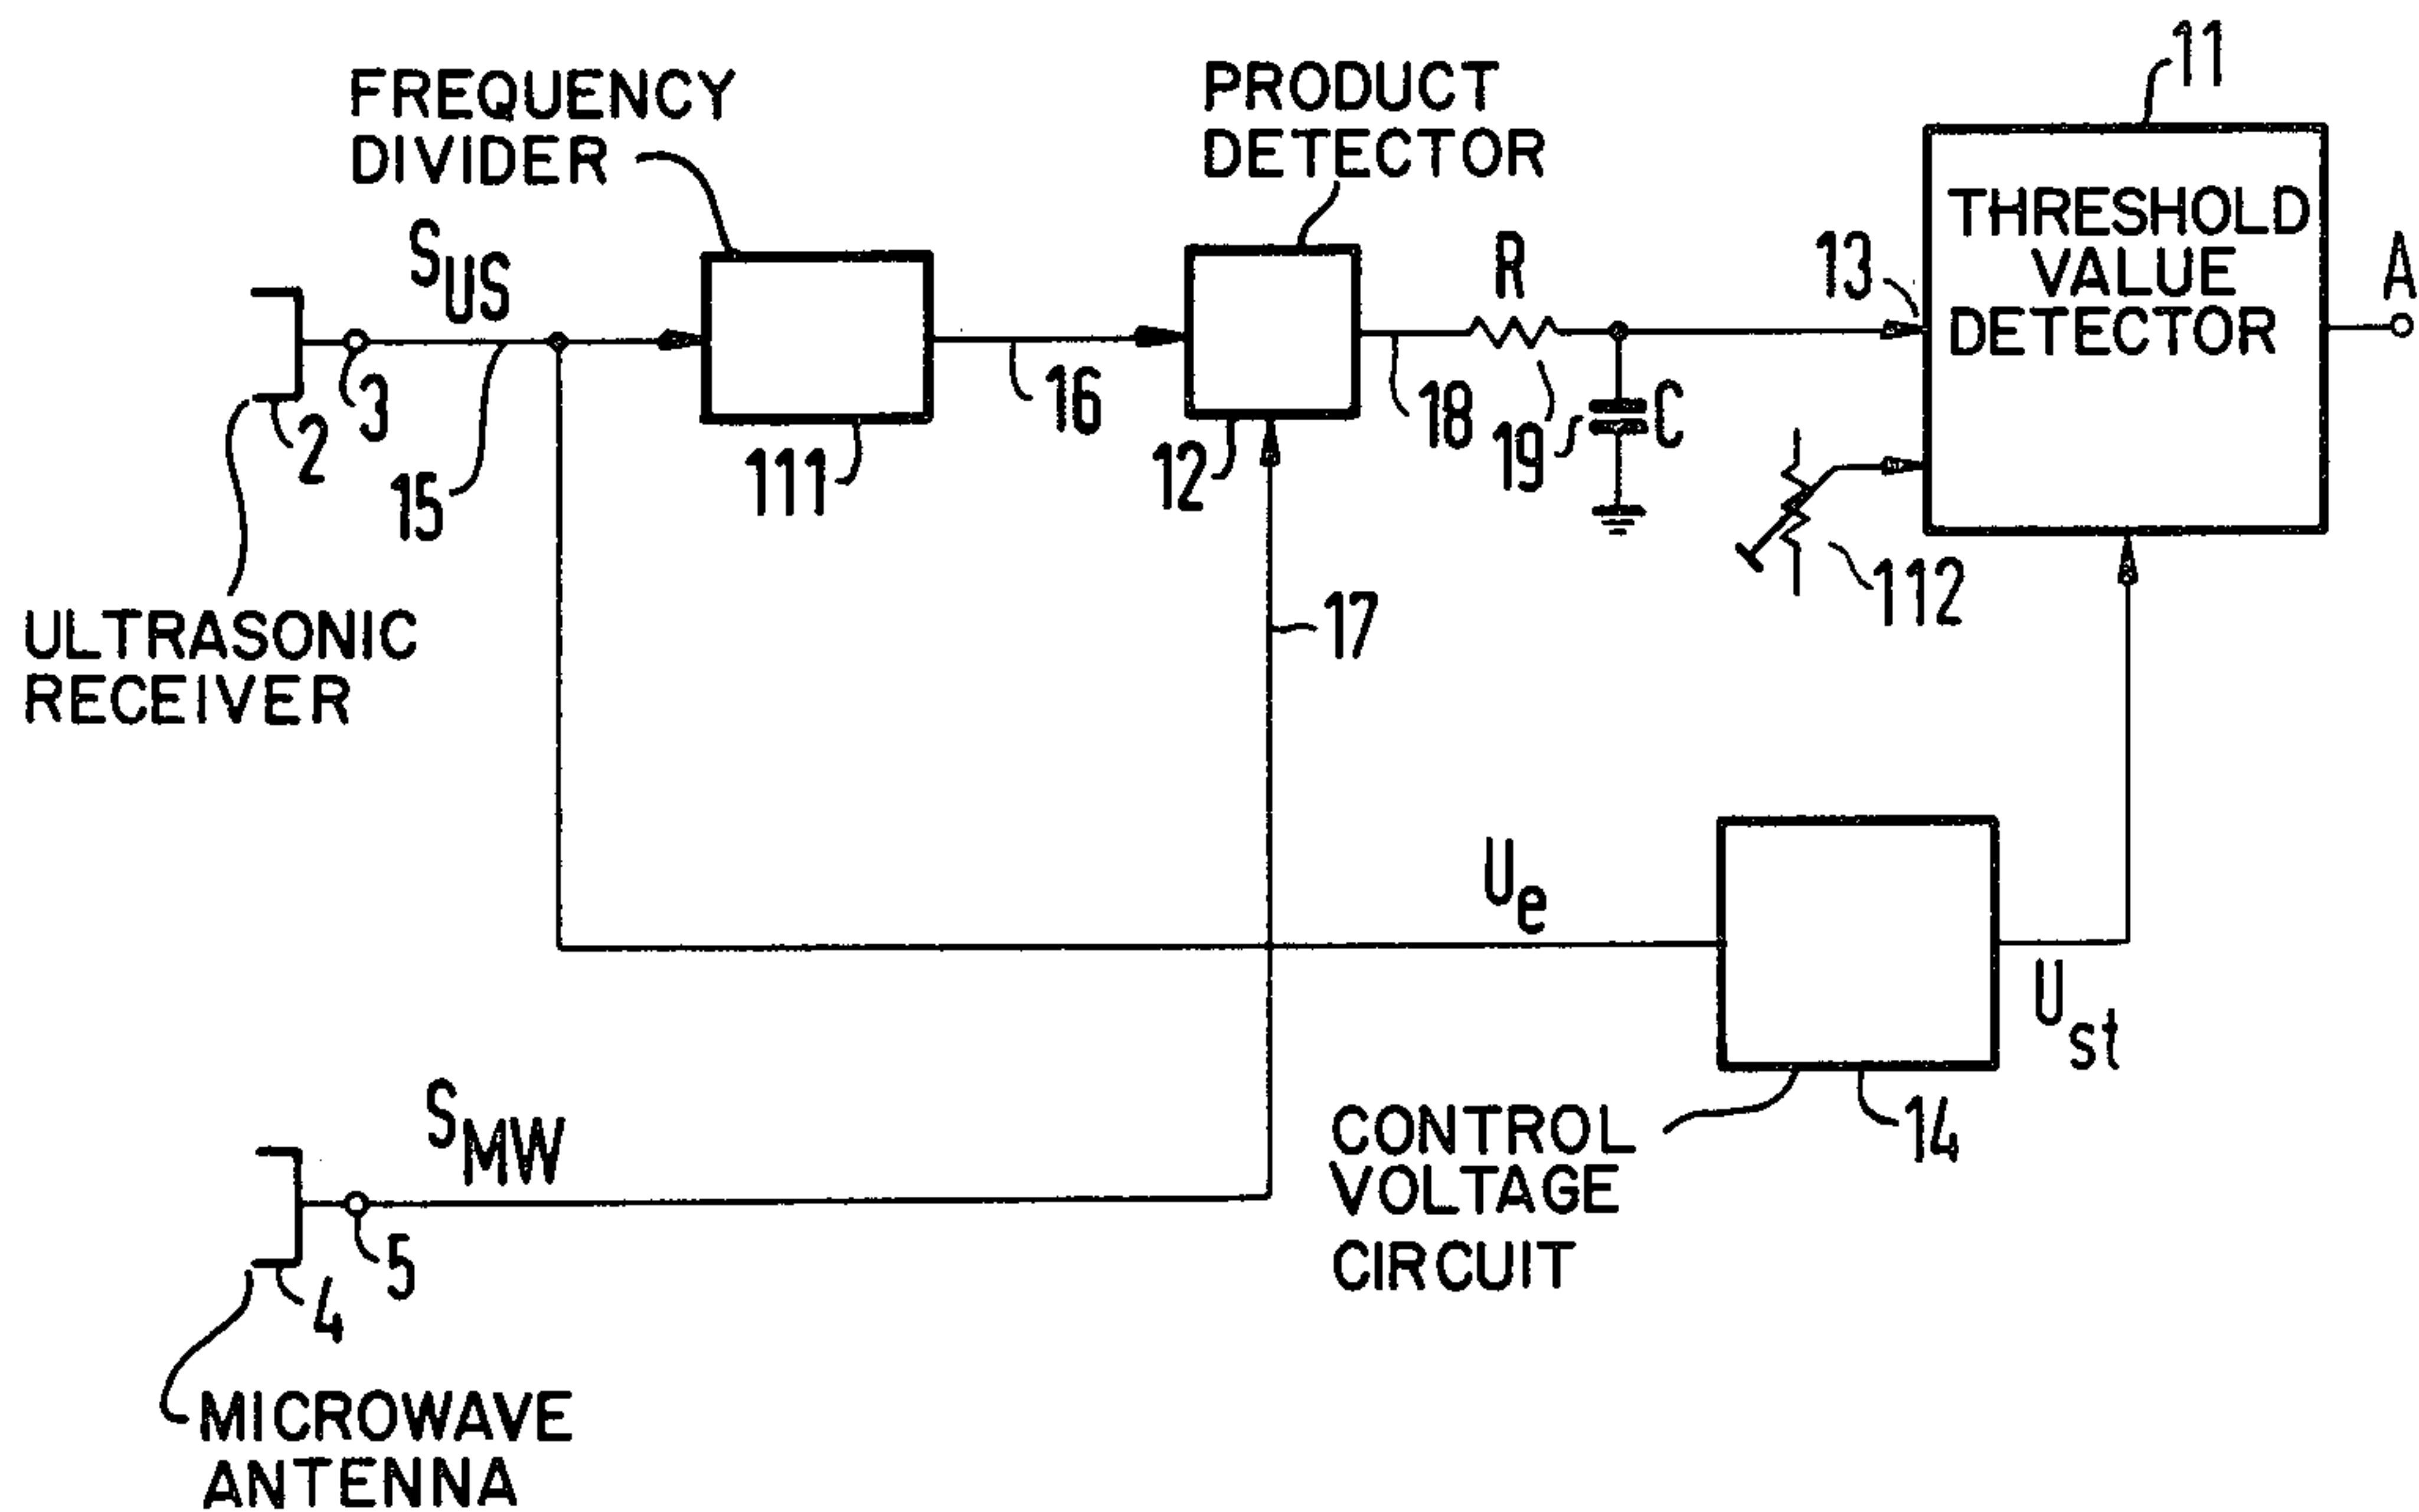 11
FREQUENCY
DIVIDER
PRODUCT
DETECTOR
THRESHOLD
VALUE
DETECTOR
A
S US
R
13
2
3
15
111
16
12
18
19
C
112
17
ULTRASONIC
RECEIVER
U e
U st
S MW
CONTROL
VOLTAGE
CIRCUIT
14
5
4
MICROWAVE
ANTENNA